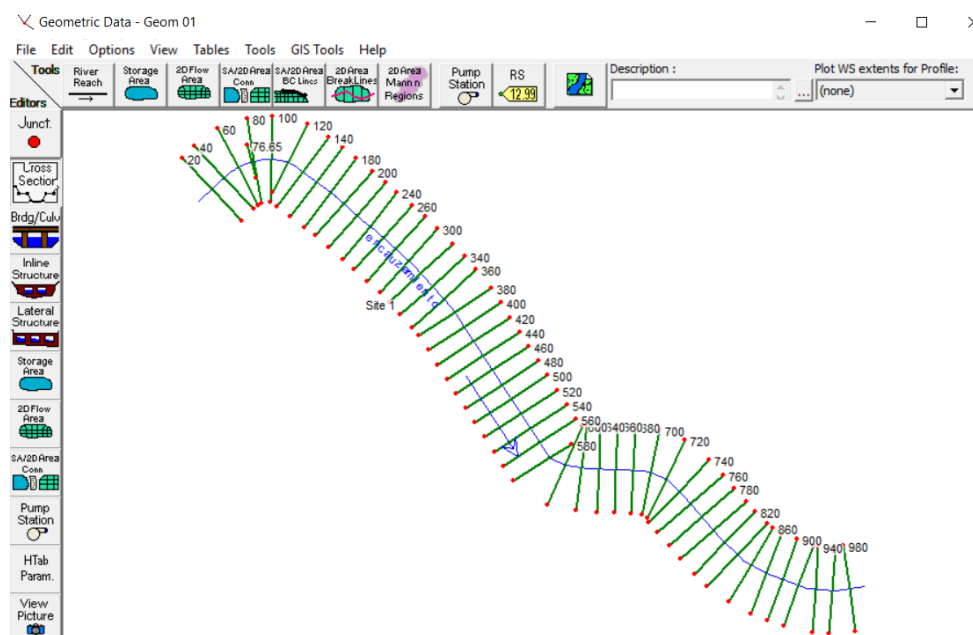 Geometric Data - Geom 01
File Edit Options View Tables Tools GIS Tools Help
Tools
Editors
River Reach
Storage Area
2D Flow Area
SA/2D Area Conn
SA/2D Area BC Lines
2D Area BreakLines
2D Area Mann n Regions
Pump Station
RS
12.99
Description :
...
Plot WS extents for Profile:
(none)
Junct.
Cross Section
Brdg/Culv
Inline Structure
Lateral Structure
Storage Area
2D Flow Area
SA/2D Area Conn
Pump Station
HTab Param.
View Picture
20
40
60
80
76.65
100
120
140
180
200
240
260
300
340
360
380
400
420
440
460
480
500
520
540
560
580
640
660
680
700
720
740
760
780
820
860
900
940
980
encauzamiento
Site 1